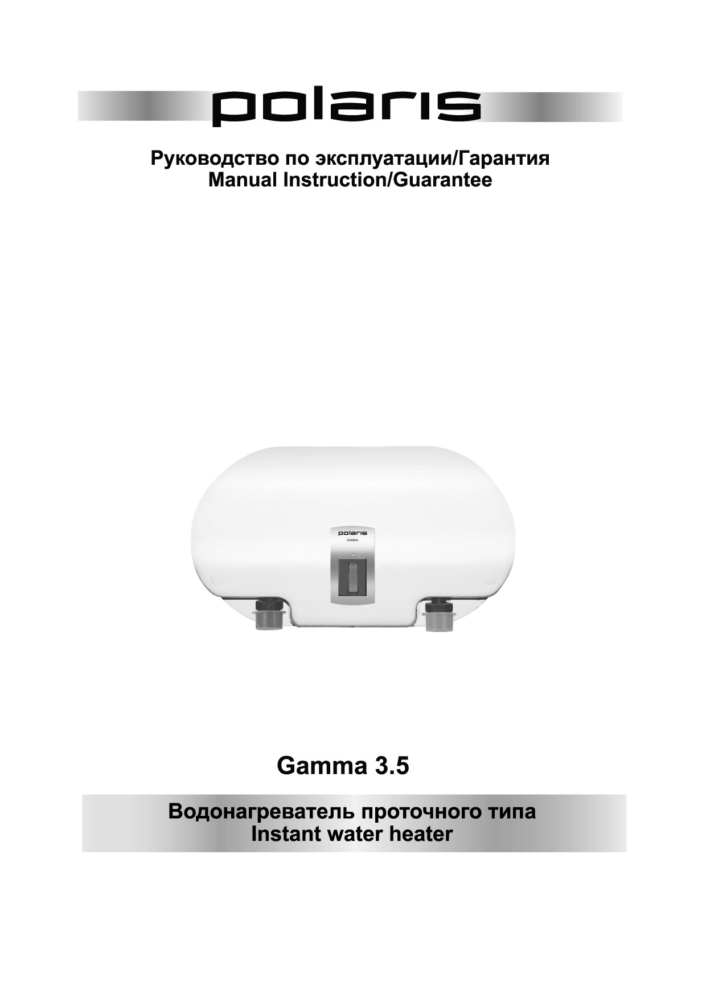 polaris
Руководство по эксплуатации/Гарантия
Manual Instruction/Guarantee
polaris
GAMMA
Gamma 3.5
Водонагреватель проточного типа
Instant water heater